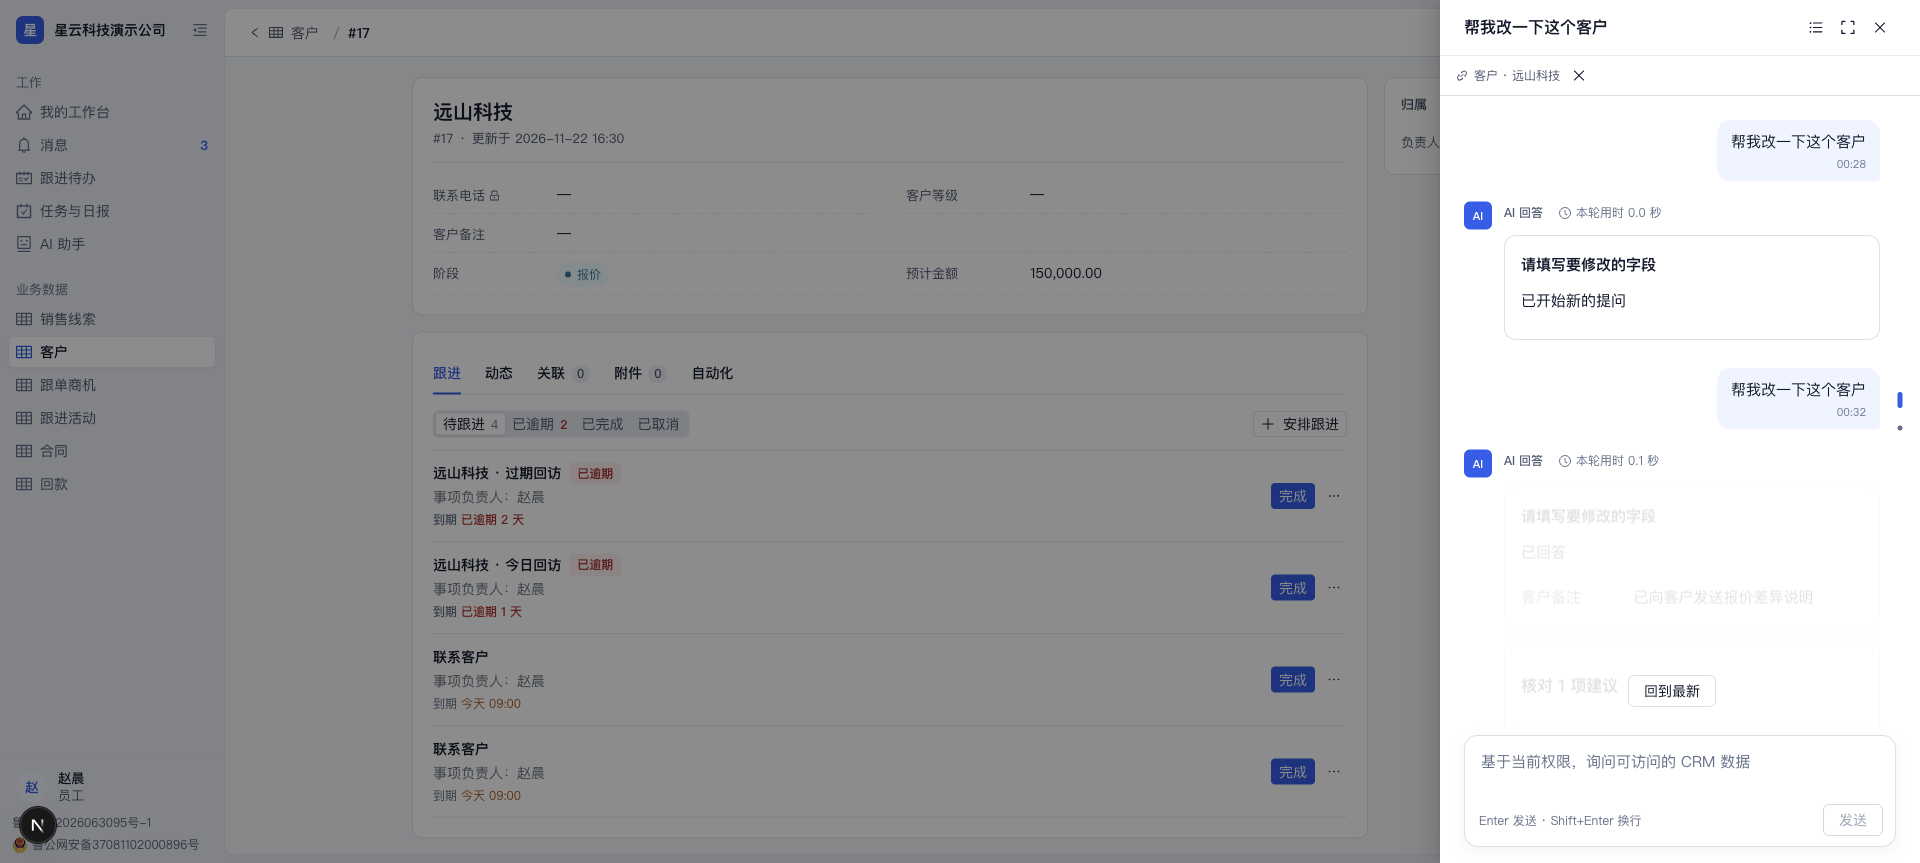 星 星云科技演示公司
工作
我的工作台
消息 3
跟进待办
任务与日报
AI 助手
业务数据
销售线索
客户
跟单商机
跟进活动
合同
回款
赵 赵晨
员工
2026063095号-1
公网安备37081102000896号
N
客户 / #17
远山科技
#17 · 更新于 2026-11-22 16:30
联系电话 —
客户等级 —
客户备注 —
阶段 报价
预计金额 150,000.00
跟进 动态 关联 0 附件 0 自动化
待跟进 4 已逾期 2 已完成 已取消
安排跟进
远山科技 · 过期回访 已逾期
事项负责人：赵晨
到期 已逾期 2 天
完成
远山科技 · 今日回访 已逾期
事项负责人：赵晨
到期 已逾期 1 天
完成
联系客户
事项负责人：赵晨
到期 今天 09:00
完成
联系客户
事项负责人：赵晨
到期 今天 09:00
完成
归属
负责人
帮我改一下这个客户
客户 · 远山科技
帮我改一下这个客户
00:28
AI AI 回答 本轮用时 0.0 秒
请填写要修改的字段
已开始新的提问
帮我改一下这个客户
00:32
AI AI 回答 本轮用时 0.1 秒
请填写要修改的字段
已回答
客户备注 已向客户发送报价差异说明
核对 1 项建议
回到最新
基于当前权限，询问可访问的 CRM 数据
Enter 发送 · Shift+Enter 换行
发送